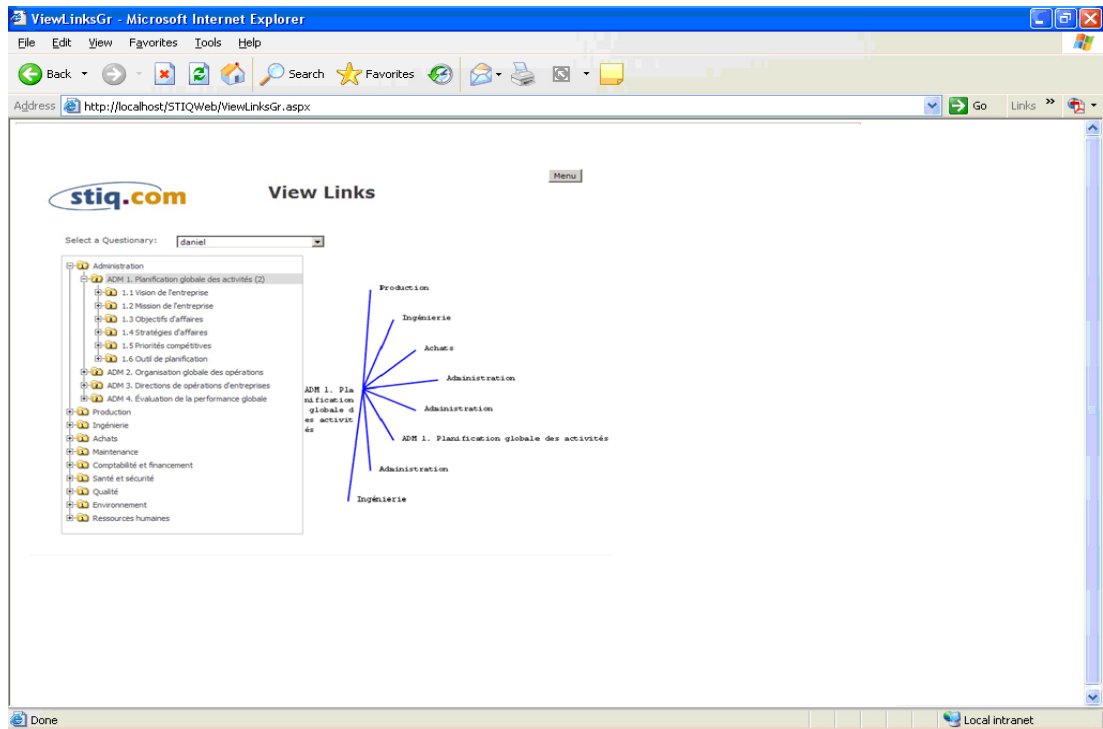 ViewLinksGr - Microsoft Internet Explorer
File Edit View Favorites Tools Help
Back Search Favorites
Address http://localhost/STIQWeb/ViewLinksGr.aspx Go Links »
Menu
stiq.com View Links
Select a Questionary: daniel
Administration
ADM 1. Planification globale des activités (2)
1.1 Vision de l'entreprise
1.2 Mission de l'entreprise
1.3 Objectifs d'affaires
1.4 Stratégies d'affaires
1.5 Priorités compétitives
1.6 Outil de planification
ADM 2. Organisation globale des opérations
ADM 3. Directions de opérations d'entreprises
ADM 4. Évaluation de la performance globale
Production
Ingénierie
Achats
Maintenance
Comptabilité et financement
Santé et sécurité
Qualité
Environnement
Ressources humaines
ADM 1. Pla
nification
globale d
es activit
és
Production
Ingénierie
Achats
Administration
Administration
ADM 1. Planification globale des activités
Administration
Ingénierie
Done Local intranet